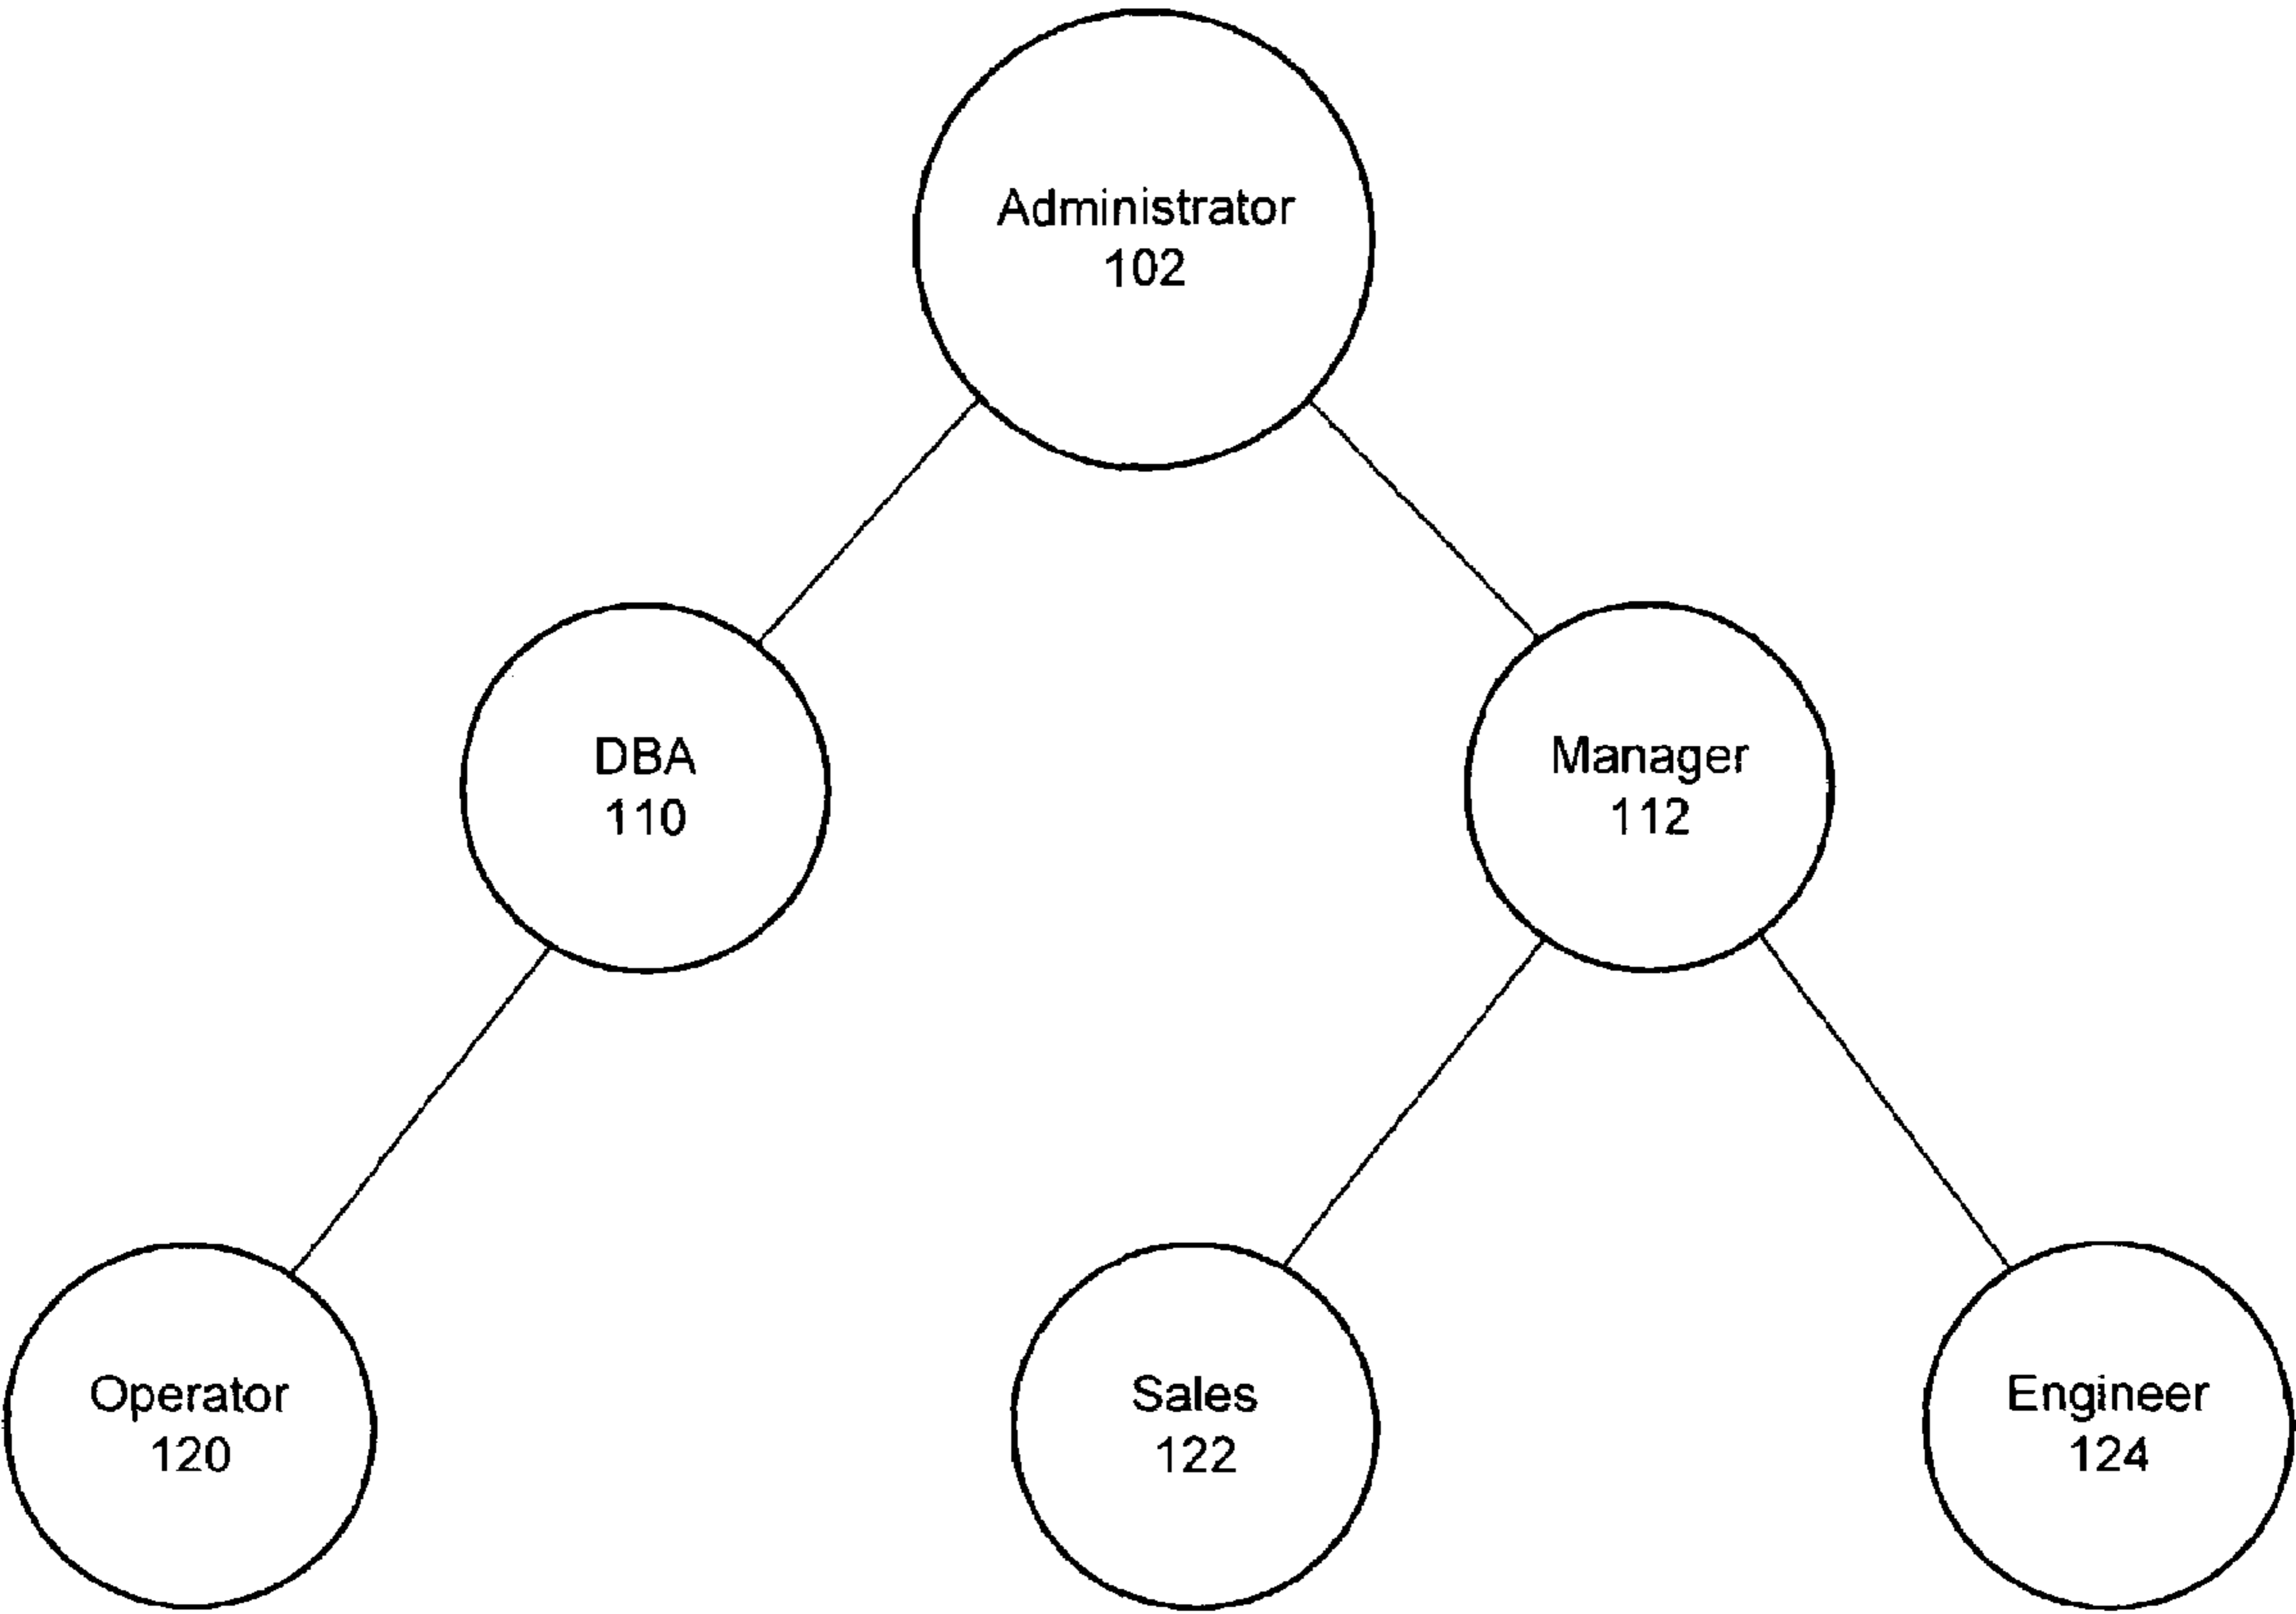 Administrator
102
DBA
110
Manager
112
Operator
120
Sales
122
Engineer
124